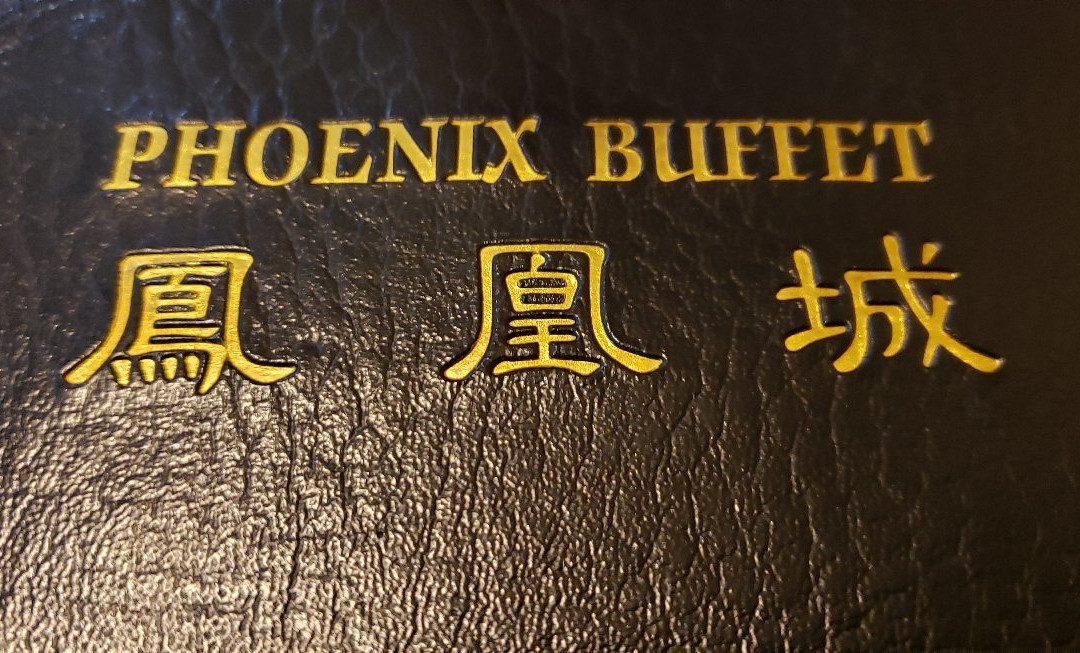 PHOENIX BUFFET
鳳凰城